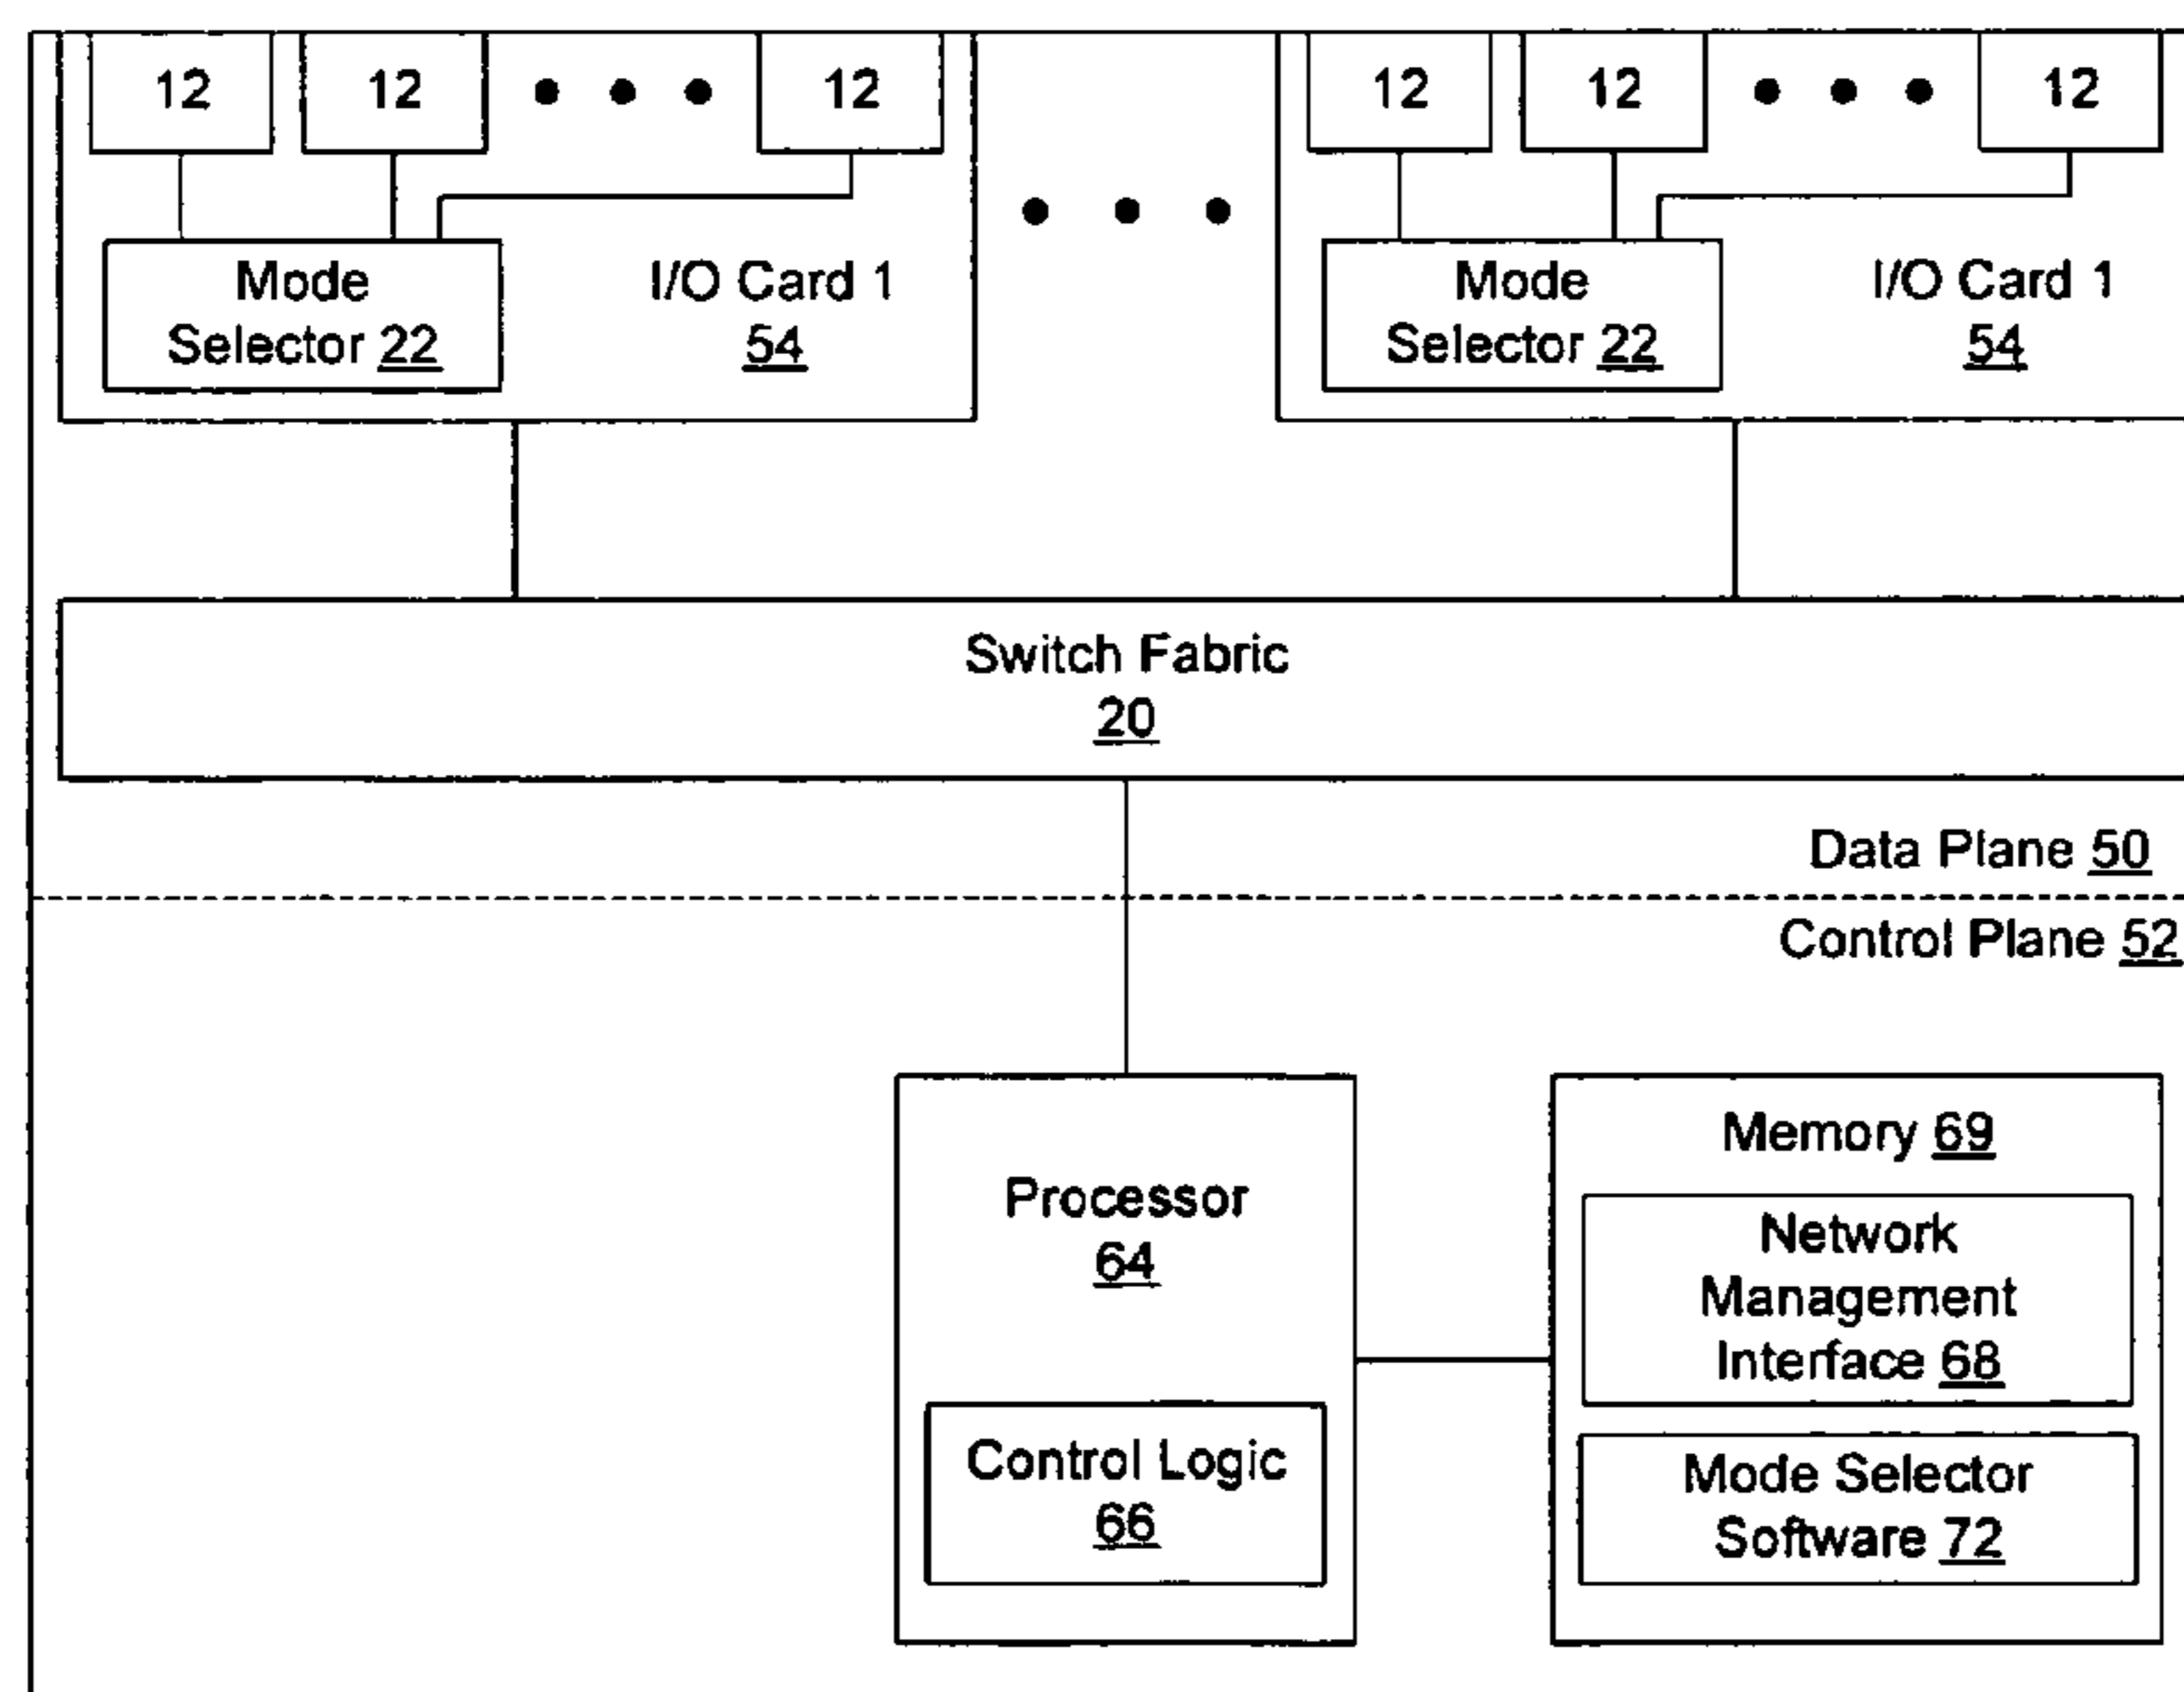 12 12 12 12 12 12
Mode
Selector 22
I/O Card 1
54
Mode
Selector 22
I/O Card 1
54
Switch Fabric
20
Data Plane 50
Control Plane 52
Processor
64
Control Logic
66
Memory 69
Network
Management
Interface 68
Mode Selector
Software 72